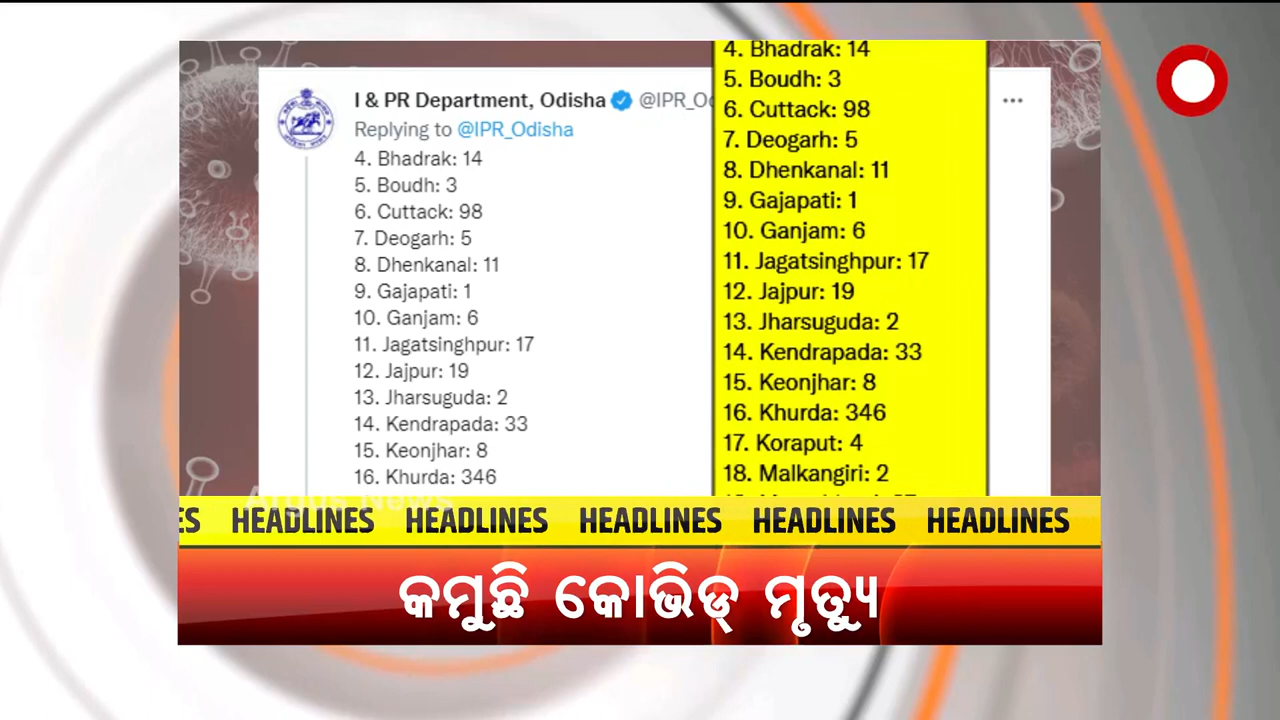 I & PR Department, Odisha @IPR_O
Replying to @IPR_Odisha
4. Bhadrak: 14
5. Boudh: 3
6. Cuttack: 98
7. Deogarh: 5
8. Dhenkanal: 11
9. Gajapati: 1
10. Ganjam: 6
11. Jagatsinghpur: 17
12. Jajpur: 19
13. Jharsuguda: 2
14. Kendrapada: 33
15. Keonjhar: 8
16. Khurda: 346
4. Bhadrak: 14
5. Boudh: 3
6. Cuttack: 98
7. Deogarh: 5
8. Dhenkanal: 11
9. Gajapati: 1
10. Ganjam: 6
11. Jagatsinghpur: 17
12. Jajpur: 19
13. Jharsuguda: 2
14. Kendrapada: 33
15. Keonjhar: 8
16. Khurda: 346
17. Koraput: 4
18. Malkangiri: 2
Argus News
ES HEADLINES HEADLINES HEADLINES HEADLINES HEADLINES
କମୁଛି କୋଭିଡ୍ ମୃତ୍ୟୁ